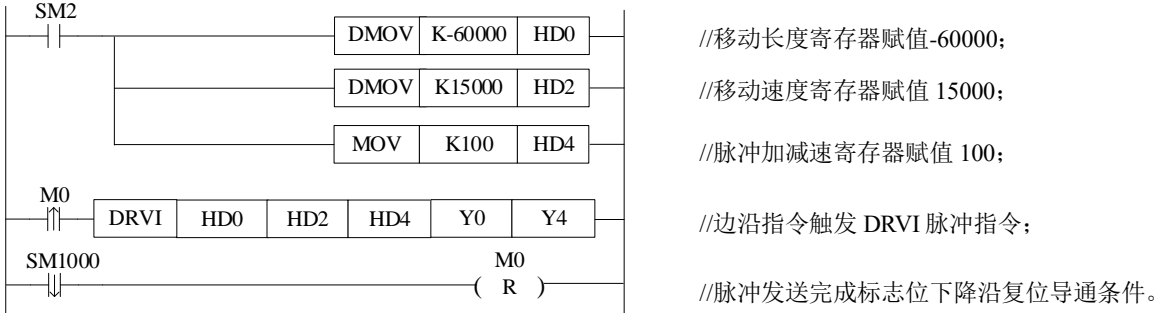 SM2
DMOV K-60000 HD0 //移动长度寄存器赋值-60000；
DMOV K15000 HD2 //移动速度寄存器赋值 15000；
MOV K100 HD4 //脉冲加减速寄存器赋值 100；
M0
DRVI HD0 HD2 HD4 Y0 Y4 //边沿指令触发 DRVI 脉冲指令；
SM1000 M0
( R ) //脉冲发送完成标志位下降沿复位导通条件。